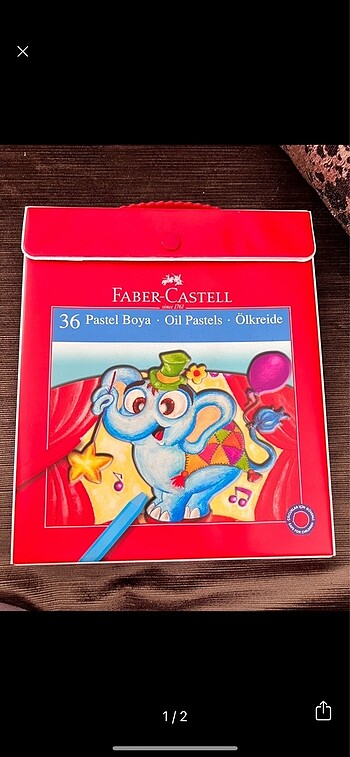 FABER-CASTELL
since 1761
36 Pastel Boya · Oil Pastels · Ölkreide
1 / 2